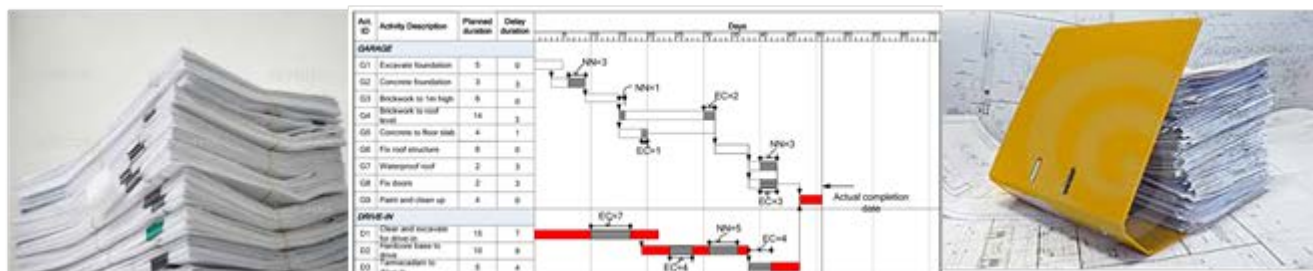 Act. ID Activity Description Planned duration Delay duration Days
GARAGE
G1 Excavate foundation 5 0
NN=3
G2 Concrete foundation 3 3
NN=1
G3 Brickwork to 1m high 6 0
EC=2
G4 Brickwork to roof level 14 3
G5 Concrete to floor slab 4 1
EC=1
G6 Fix roof structure 8 0
NN=3
G7 Waterproof roof 2 3
G8 Fix doors 2 3
EC=3
G9 Paint and clean up 4 0
Actual completion date
DRIVE-IN
EC=7
D1 Clear and excavate for drive-in 15 7
NN=5
D2 Hardcore base to drive 10 9
EC=4
EC=4
D3 Tarmacadam to 5 4